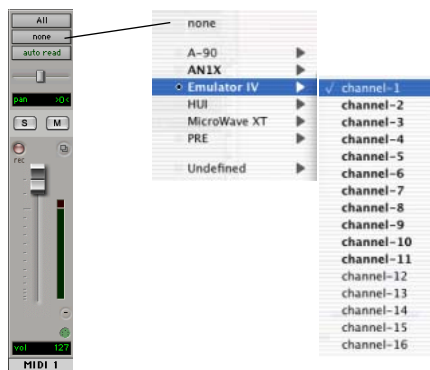 All
none
auto read
pan >0<
S M
rec
vol 127
MIDI 1
none
A-90
AN1X
Emulator IV
HUI
MicroWave XT
PRE
Undefined
√ channel-1
channel-2
channel-3
channel-4
channel-5
channel-6
channel-7
channel-8
channel-9
channel-10
channel-11
channel-12
channel-13
channel-14
channel-15
channel-16